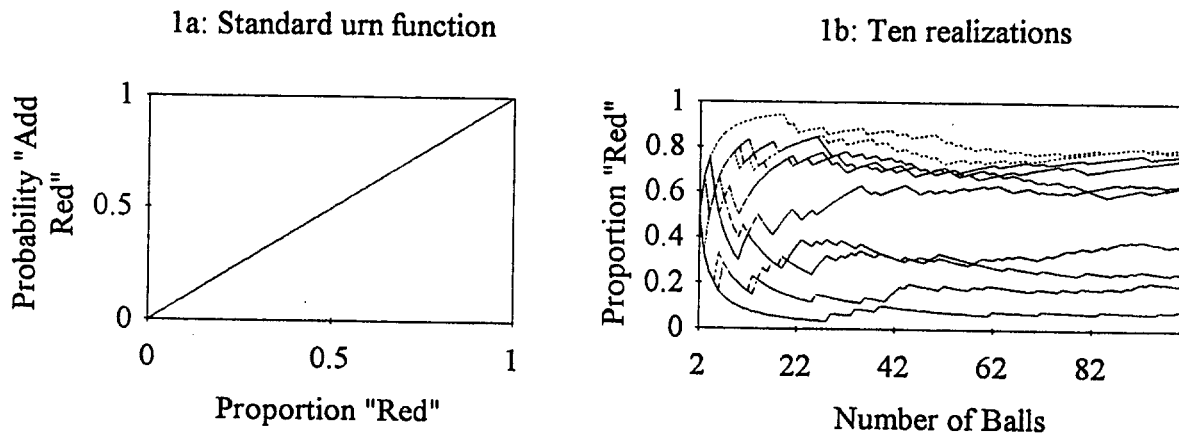 1a: Standard urn function
Probability "Add
Red"
1
0.5
0
0
0.5
1
Proportion "Red"
1b: Ten realizations
Proportion "Red"
1
0.8
0.6
0.4
0.2
0
2
22
42
62
82
Number of Balls